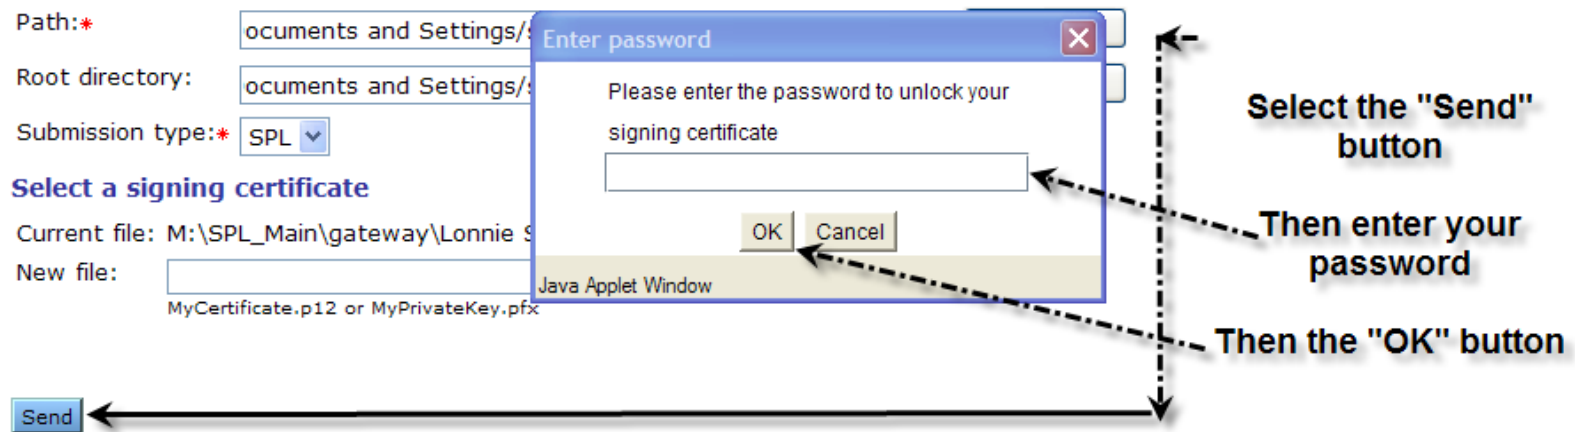 Path:*
ocuments and Settings/s
Enter password
Root directory:
ocuments and Settings/s
Please enter the password to unlock your
signing certificate
Submission type:*
SPL
Select a signing certificate
Current file: M:\SPL_Main\gateway\Lonnie S
New file:
MyCertificate.p12 or MyPrivateKey.pfx
OK
Cancel
Java Applet Window
Select the "Send"
button
Then enter your
password
Then the "OK" button
Send